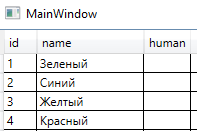 MainWindow
id name human
1 Зеленый
2 Синий
3 Желтый
4 Красный